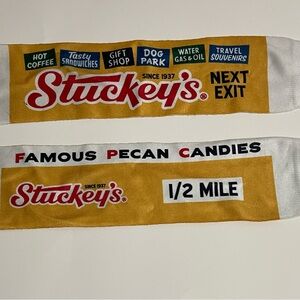 HOT COFFEE
Tasty SANDWICHES
GIFT SHOP
DOG PARK
WATER GAS & OIL
TRAVEL SOUVENIRS
SINCE 1937
Stuckey's®
NEXT EXIT
FAMOUS PECAN CANDIES
SINCE 1937
Stuckey's®
1/2 MILE